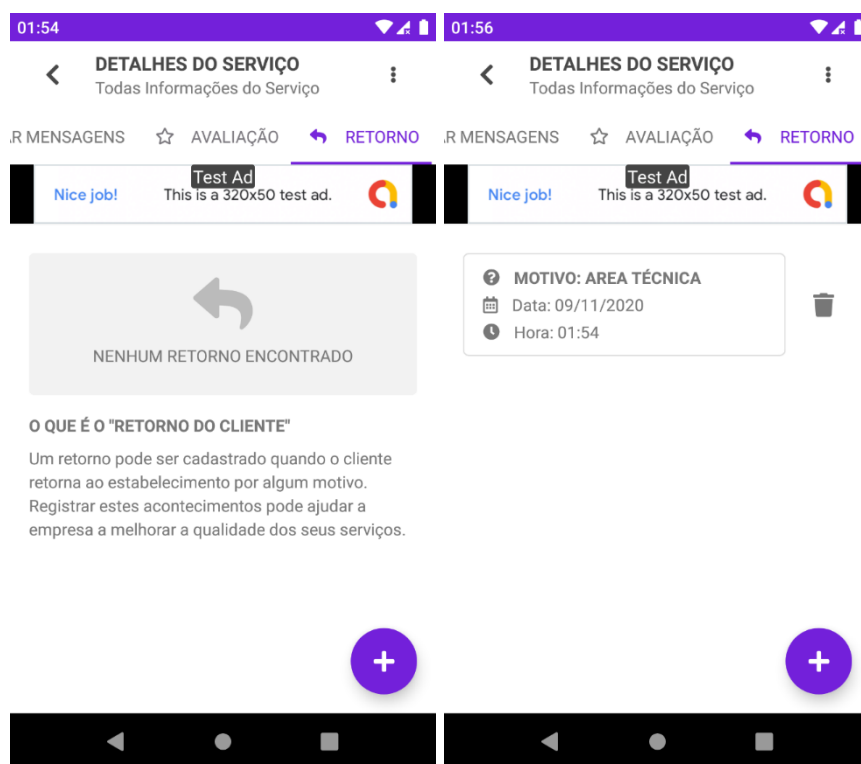 01:54
DETALHES DO SERVIÇO
Todas Informações do Serviço
AR MENSAGENS AVALIAÇÃO RETORNO
Test Ad
Nice job! This is a 320x50 test ad.
NENHUM RETORNO ENCONTRADO
O QUE É O "RETORNO DO CLIENTE"
Um retorno pode ser cadastrado quando o cliente
retorna ao estabelecimento por algum motivo.
Registrar estes acontecimentos pode ajudar a
empresa a melhorar a qualidade dos seus serviços.
01:56
DETALHES DO SERVIÇO
Todas Informações do Serviço
AR MENSAGENS AVALIAÇÃO RETORNO
Test Ad
Nice job! This is a 320x50 test ad.
MOTIVO: AREA TÉCNICA
Data: 09/11/2020
Hora: 01:54